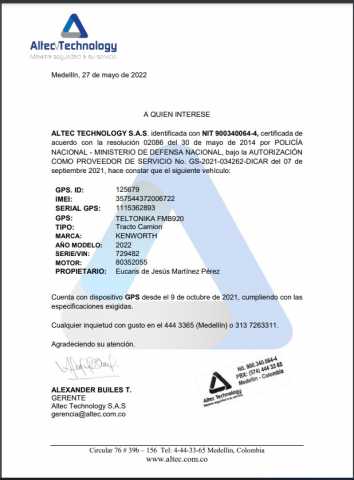 Altec/Technology
Medellín, 27 de mayo de 2022
A QUIEN INTERESE
ALTEC TECHNOLOGY S.A.S. identificada con NIT 900340064-4, certificada de
acuerdo con la resolución 02086 del 30 de mayo de 2014 por POLICÍA
NACIONAL - MINISTERIO DE DEFENSA NACIONAL, bajo la AUTORIZACIÓN
COMO PROVEEDOR DE SERVICIO No. GS-2021-034262-DICAR del 07 de
septiembre 2021, hace constar que el siguiente vehículo:
GPS. ID: 125679
IMEI: 357544372006722
SERIAL GPS: 1115362893
GPS: TELTONIKA FMB920
TIPO: Tracto Camion
MARCA: KENWORTH
AÑO MODELO: 2022
SERIE/VIN: 729482
MOTOR: 80352055
PROPIETARIO: Eucaris de Jesús Martínez Pérez
Cuenta con dispositivo GPS desde el 9 de octubre de 2021, cumpliendo con las
especificaciones exigidas.
Cualquier inquietud con gusto en el 444 3365 (Medellín) o 313 7263311.
Agradeciendo su atención.
Nit. 900.340.064-4
PBX: (574) 444 33 65
Medellín - Colombia
Altec Technology
ALEXANDER BUILES T.
GERENTE
Altec Technology S.A.S
gerencia@altec.com.co
Circular 76 # 39b – 156 Tel: 4-44-33-65 Medellín, Colombia
www.altec.com.co